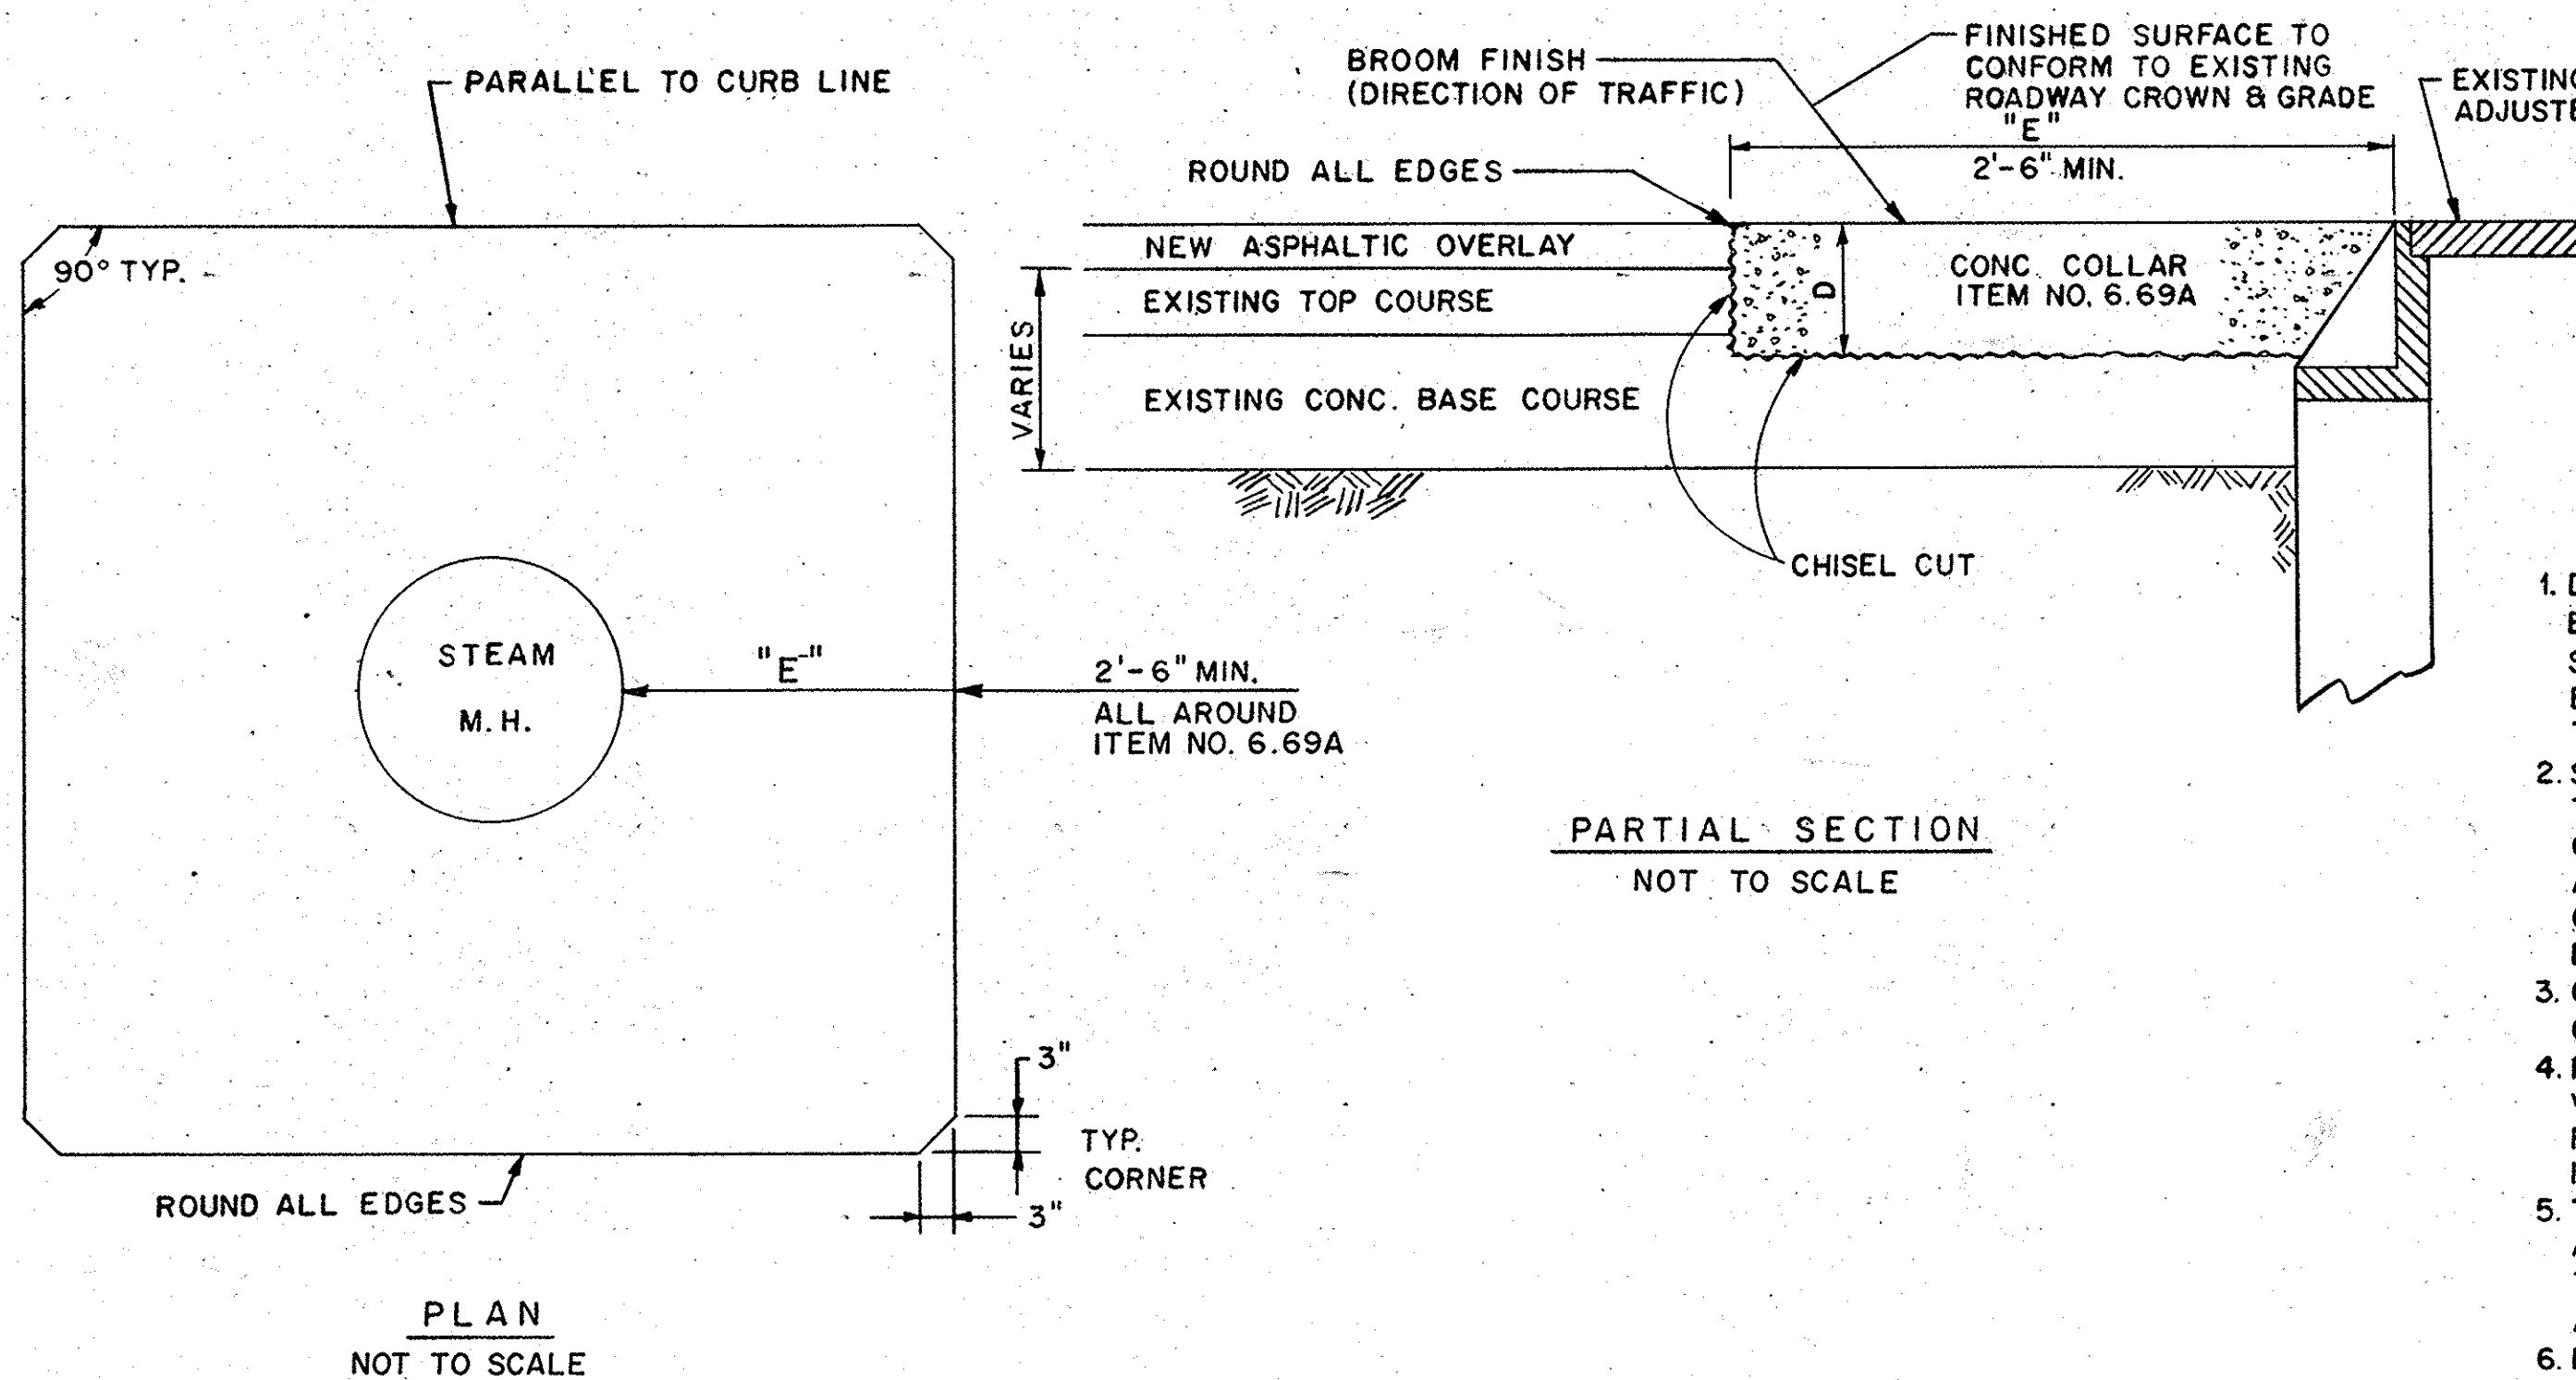 PARALLEL TO CURB LINE
90° TYP.
STEAM
M.H.
"E"
2'-6" MIN.
ALL AROUND
ITEM NO. 6.69A
3"
TYP.
CORNER
3"
ROUND ALL EDGES
PLAN
NOT TO SCALE
BROOM FINISH
(DIRECTION OF TRAFFIC)
FINISHED SURFACE TO
CONFORM TO EXISTING
ROADWAY CROWN & GRADE
"E"
2'-6" MIN.
EXISTING
ADJUSTE
ROUND ALL EDGES
NEW ASPHALTIC OVERLAY
EXISTING TOP COURSE
EXISTING CONC. BASE COURSE
VARIES
D
CONC. COLLAR
ITEM NO. 6.69A
CHISEL CUT
PARTIAL SECTION
NOT TO SCALE
1.
2.
3.
4.
5.
6.